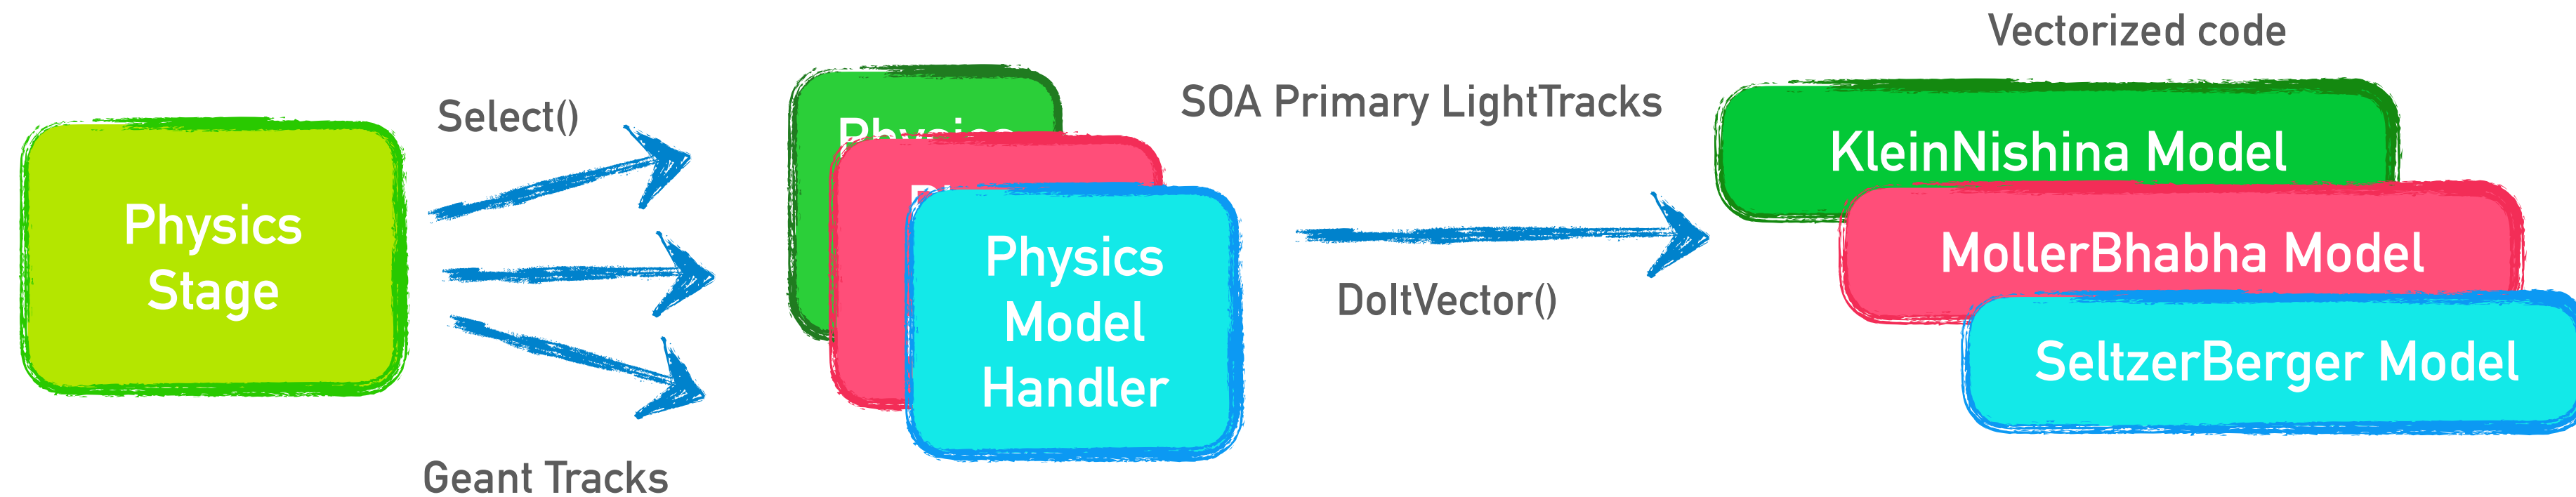 Vectorized code
Select()
SOA Primary LightTracks
Physics
Stage
Physics
Physics
Model
Handler
DoItVector()
Geant Tracks
KleinNishina Model
MollerBhabha Model
SeltzerBerger Model